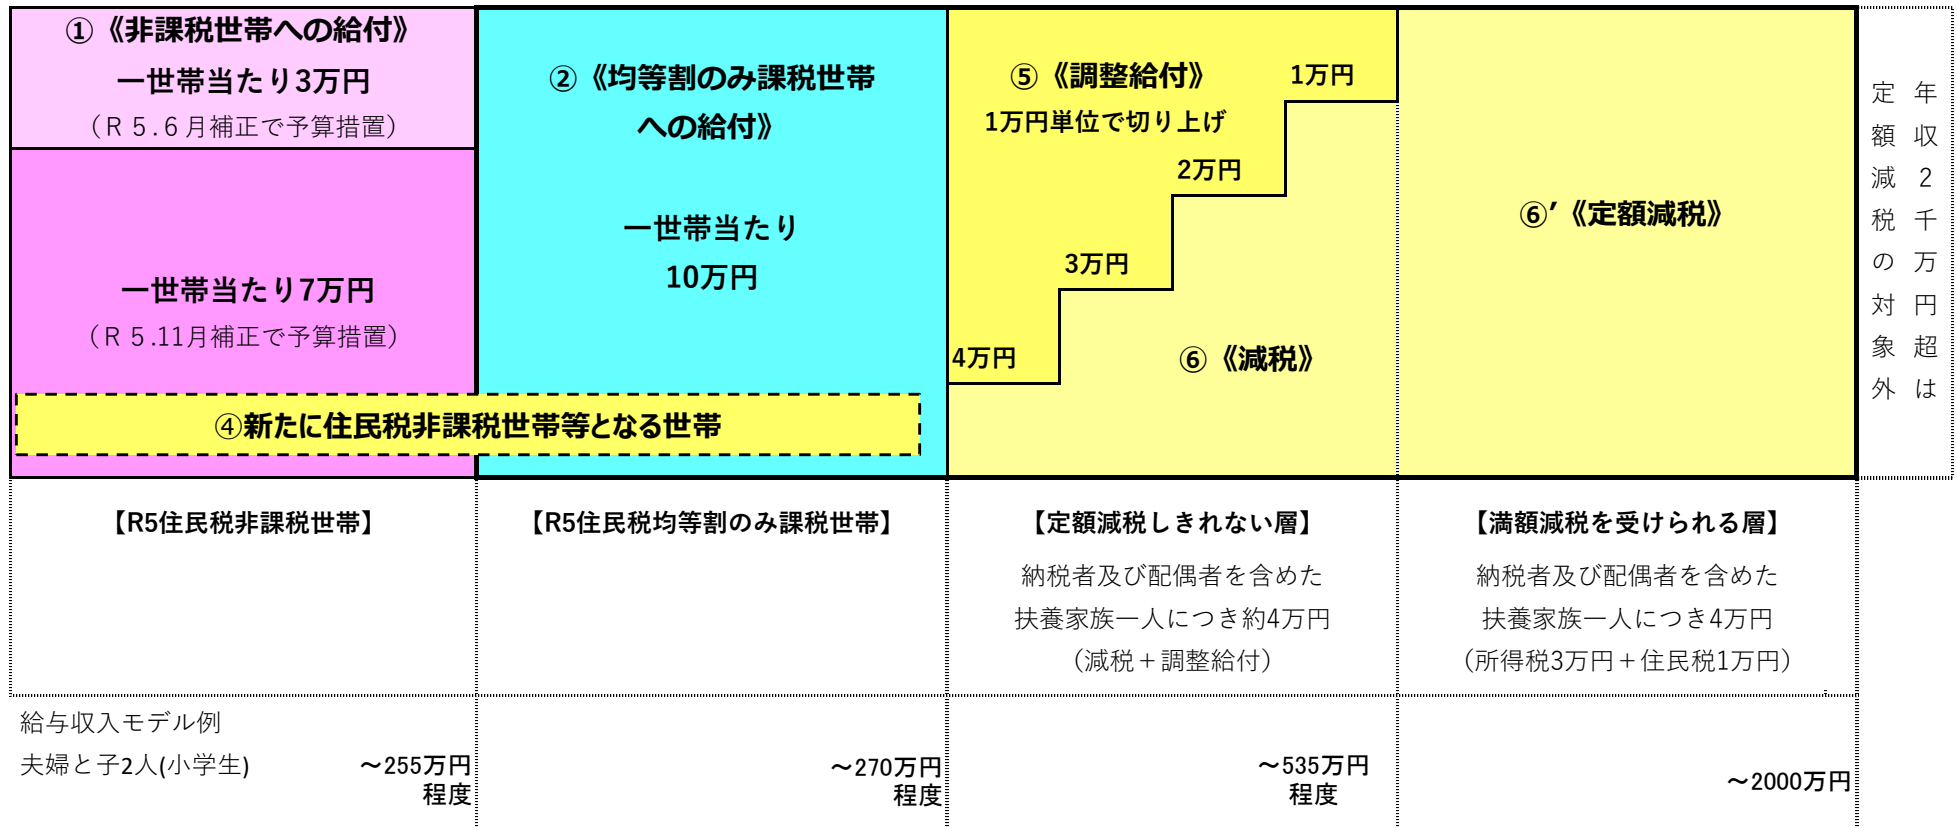 ①《非課税世帯への給付》
一世帯当たり3万円
（Ｒ５.６月補正で予算措置）
一世帯当たり7万円
（Ｒ５.11月補正で予算措置）
②《均等割のみ課税世帯
への給付》
一世帯当たり
10万円
④新たに住民税非課税世帯等となる世帯
⑤《調整給付》
1万円単位で切り上げ
1万円
2万円
3万円
4万円
⑥《減税》
⑥’《定額減税》
年収２千万円超は
定額減税の対象外
【R5住民税非課税世帯】
【R5住民税均等割のみ課税世帯】
【定額減税しきれない層】
納税者及び配偶者を含めた
扶養家族一人につき約4万円
（減税＋調整給付）
【満額減税を受けられる層】
納税者及び配偶者を含めた
扶養家族一人につき4万円
（所得税3万円＋住民税1万円）
給与収入モデル例
夫婦と子2人(小学生)
～255万円
程度
～270万円
程度
～535万円
程度
～2000万円